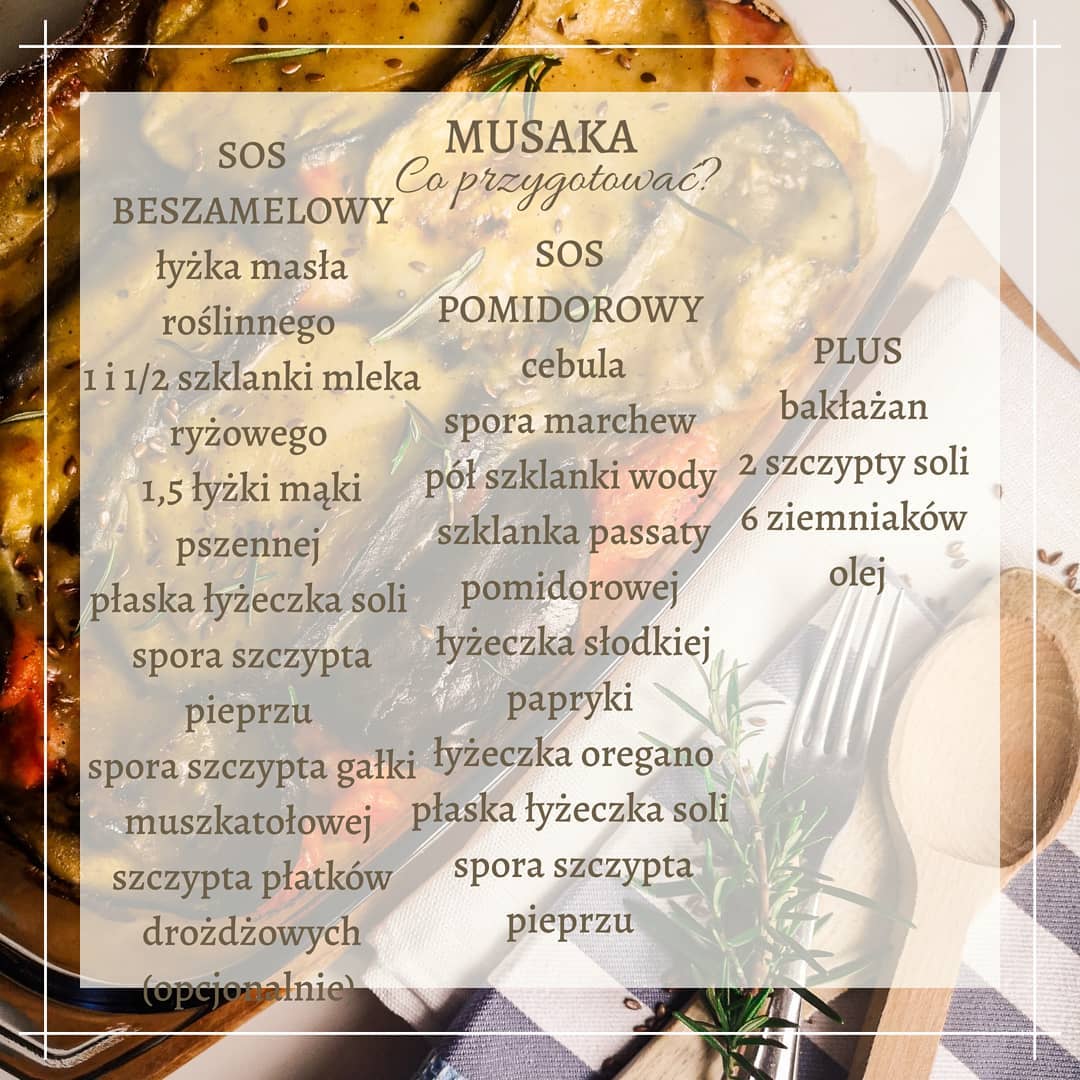 MUSAKA
Co przygotować?
SOS
BESZAMELOWY
łyżka masła
roślinnego
1 i 1/2 szklanki mleka
ryżowego
1,5 łyżki mąki
pszennej
płaska łyżeczka soli
spora szczypta
pieprzu
spora szczypta gałki
muszkatołowej
szczypta płatków
drożdżowych
(opcjonalnie)
SOS
POMIDOROWY
cebula
spora marchew
pół szklanki wody
szklanka passaty
pomidorowej
łyżeczka słodkiej
papryki
łyżeczka oregano
płaska łyżeczka soli
spora szczypta
pieprzu
PLUS
bakłażan
2 szczypty soli
6 ziemniaków
olej